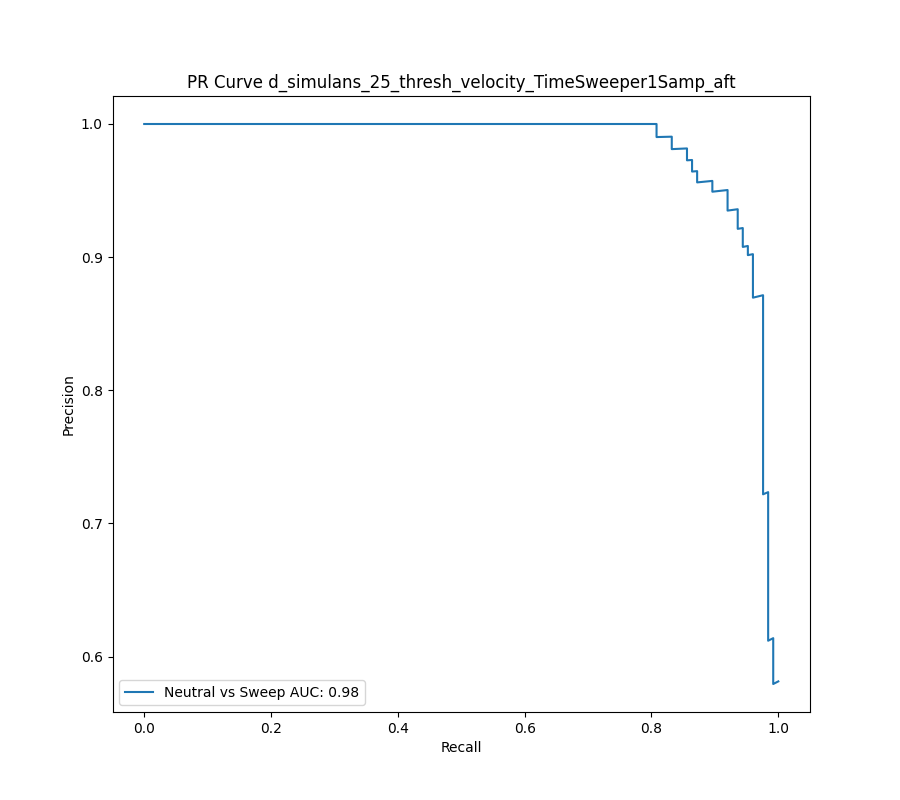 PR Curve d_simulans_25_thresh_velocity_TimeSweeper1Samp_aft
Precision
1.0
0.9
0.8
0.7
0.6
Neutral vs Sweep AUC: 0.98
0.0 0.2 0.4 0.6 0.8 1.0
Recall